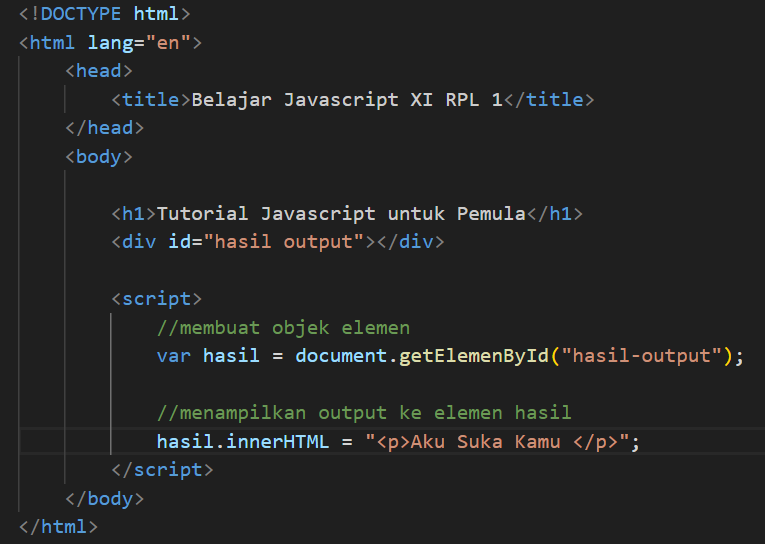 <!DOCTYPE html>
<html lang="en">
<head>
<title>Belajar Javascript XI RPL 1</title>
</head>
<body>
<h1>Tutorial Javascript untuk Pemula</h1>
<div id="hasil output"></div>
<script>
//membuat objek elemen
var hasil = document.getElemenById("hasil-output");
//menampilkan output ke elemen hasil
hasil.innerHTML = "<p>Aku Suka Kamu </p>";
</script>
</body>
</html>